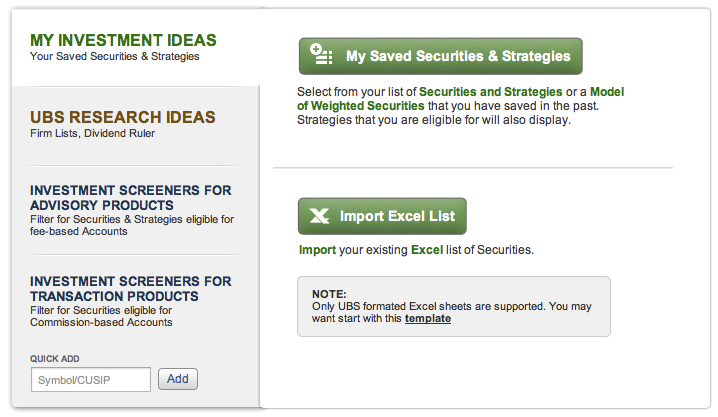 MY INVESTMENT IDEAS
Your Saved Securities & Strategies
UBS RESEARCH IDEAS
Firm Lists, Dividend Ruler
INVESTMENT SCREENERS FOR
ADVISORY PRODUCTS
Filter for Securities & Strategies eligible for
fee-based Accounts
INVESTMENT SCREENERS FOR
TRANSACTION PRODUCTS
Filter for Securities eligible for
Commission-based Accounts
QUICK ADD
Symbol/CUSIP
Add
My Saved Securities & Strategies
Select from your list of Securities and Strategies or a Model
of Weighted Securities that you have saved in the past.
Strategies that you are eligible for will also display.
Import Excel List
Import your existing Excel list of Securities.
NOTE:
Only UBS formated Excel sheets are supported. You may
want start with this template